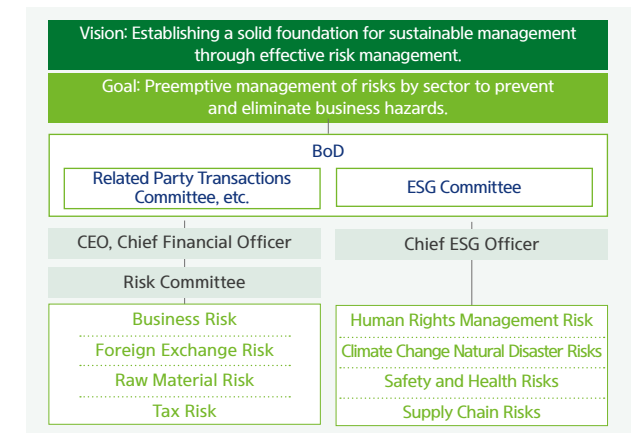 Vision: Establishing a solid foundation for sustainable management
through effective risk management.
Goal: Preemptive management of risks by sector to prevent
and eliminate business hazards.
BoD
Related Party Transactions
Committee, etc.
ESG Committee
CEO, Chief Financial Officer
Risk Committee
Business Risk
Foreign Exchange Risk
Raw Material Risk
Tax Risk
Chief ESG Officer
Human Rights Management Risk
Climate Change Natural Disaster Risks
Safety and Health Risks
Supply Chain Risks